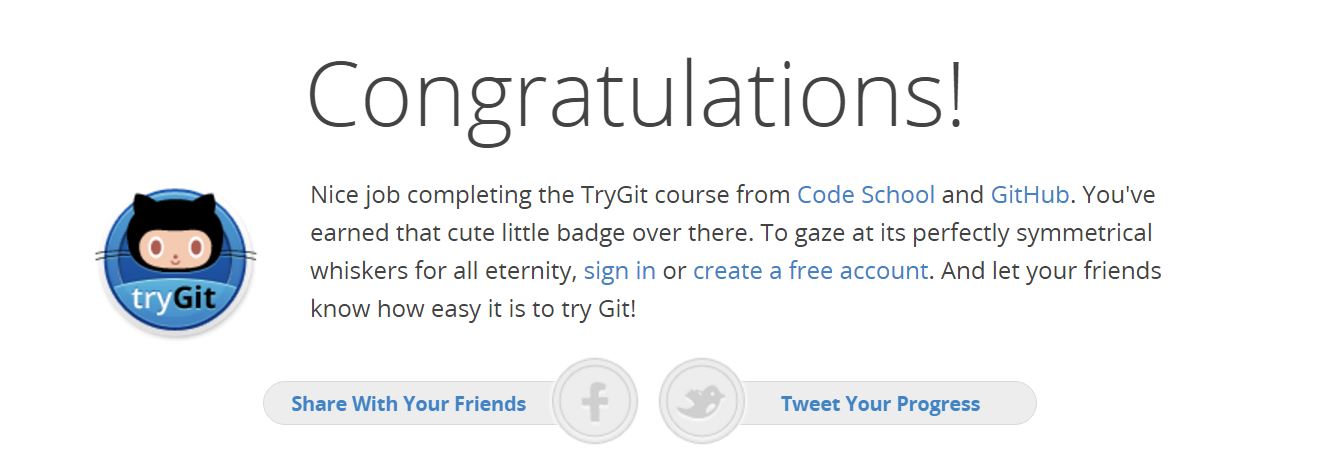 Congratulations!
Nice job completing the TryGit course from Code School and GitHub. You've
earned that cute little badge over there. To gaze at its perfectly symmetrical
whiskers for all eternity, sign in or create a free account. And let your friends
know how easy it is to try Git!
tryGit
Share With Your Friends
Tweet Your Progress